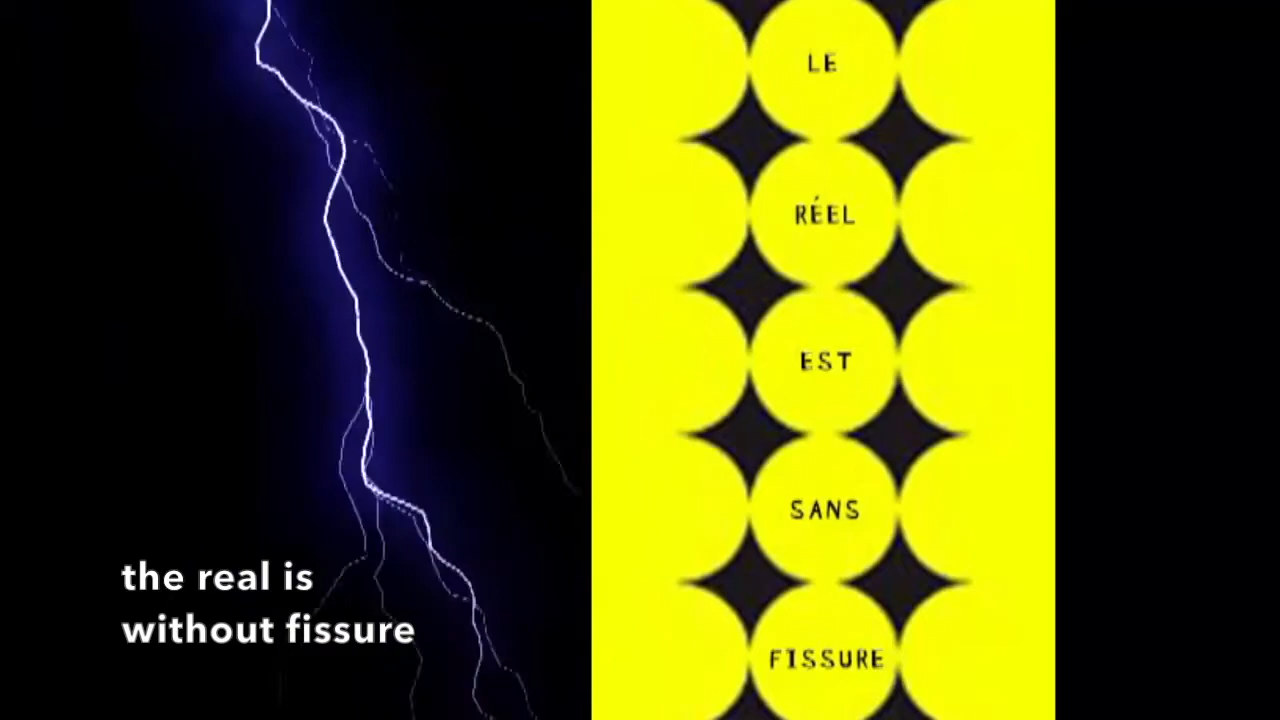 the real is
without fissure
LE
RÉEL
EST
SANS
FISSURE